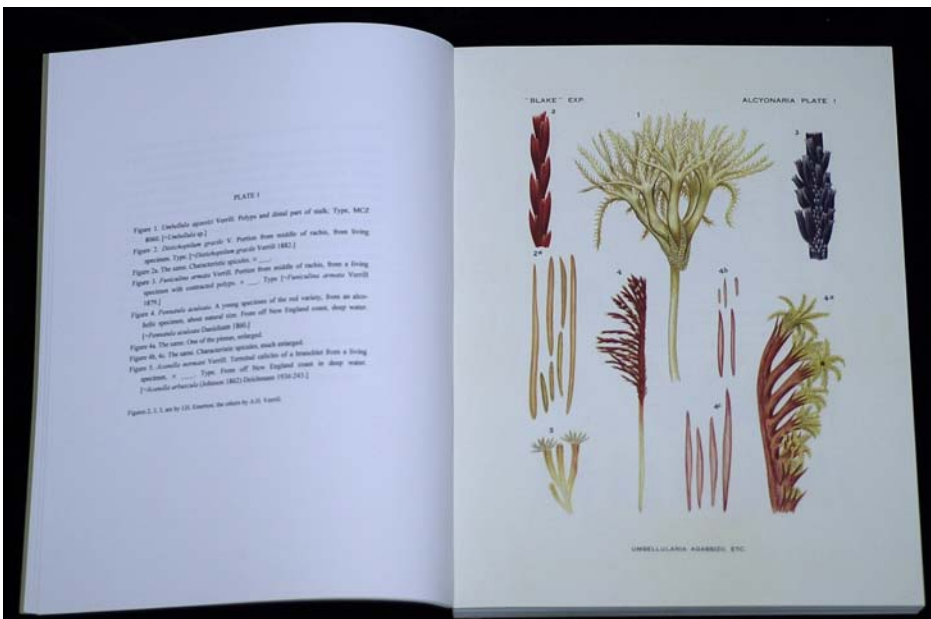 PLATE I
Figure 1. Umbellula agassizi Verrill. Polyps and distal part of stalk; Type, MCZ
8060. [=Umbellula sp.]
Figure 2. Distichoptilum gracile V. Portion from middle of rachis, from living
specimen. Type. [=Distichoptilum gracile Verrill 1882.]
Figure 2a. The same. Characteristic spicules. × ___.
Figure 3. Funiculina armata Verrill. Portion from middle of rachis, from a living
specimen with contracted polyps. × ___. Type [=Funiculina armata Verrill
1879.]
Figure 4. Pennatula aculeata. A young specimen of the red variety, from an alco-
holic specimen, about natural size. From off New England coast, deep water.
[=Pennatula aculeata Danielssen 1860.]
Figure 4a. The same. One of the pinnae, enlarged.
Figure 4b, 4c. The same. Characteristic spicules, much enlarged.
Figure 5. Acanella normani Verrill. Terminal calicles of a branchlet from a living
specimen, × ___. Type. From off New England coast in deep water.
[=Acanella arbuscula (Johnson 1862) Deichmann 1936:243.]
Figures 2, 3, 5, are by J.H. Emerton; the others by A.H. Verrill.
"BLAKE" EXP.
ALCYONARIA PLATE 1
2
1
3
2a
4
4b
4a
5
4c
UMBELLULARIA AGASSIZII, ETC.